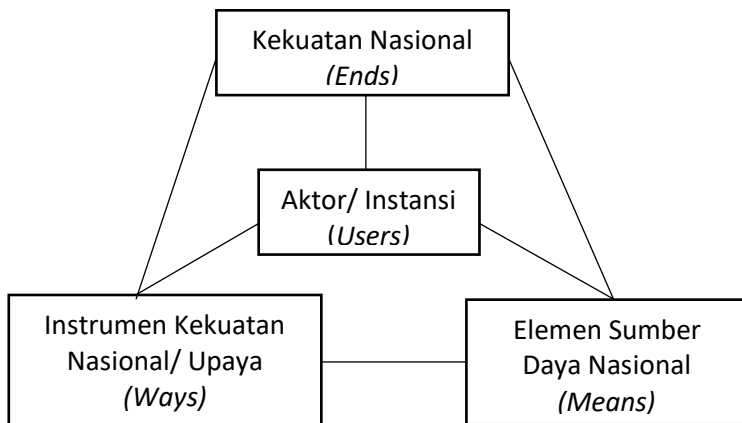 Kekuatan Nasional
(Ends)
Aktor/ Instansi
(Users)
Instrumen Kekuatan
Nasional/ Upaya
(Ways)
Elemen Sumber
Daya Nasional
(Means)